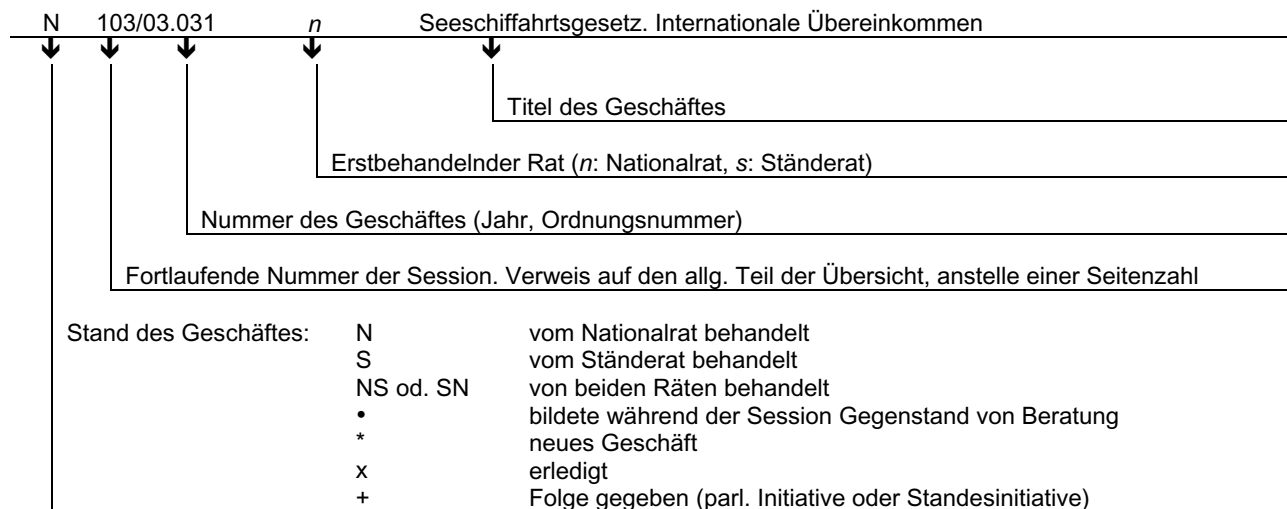 N 103/03.031 n Seeschiffahrtsgesetz. Internationale Übereinkommen
Titel des Geschäftes
Erstbehandelnder Rat (n: Nationalrat, s: Ständerat)
Nummer des Geschäftes (Jahr, Ordnungsnummer)
Fortlaufende Nummer der Session. Verweis auf den allg. Teil der Übersicht, anstelle einer Seitenzahl
Stand des Geschäftes: N vom Nationalrat behandelt
S vom Ständerat behandelt
NS od. SN von beiden Räten behandelt
• bildete während der Session Gegenstand von Beratung
* neues Geschäft
x erledigt
+ Folge gegeben (parl. Initiative oder Standesinitiative)